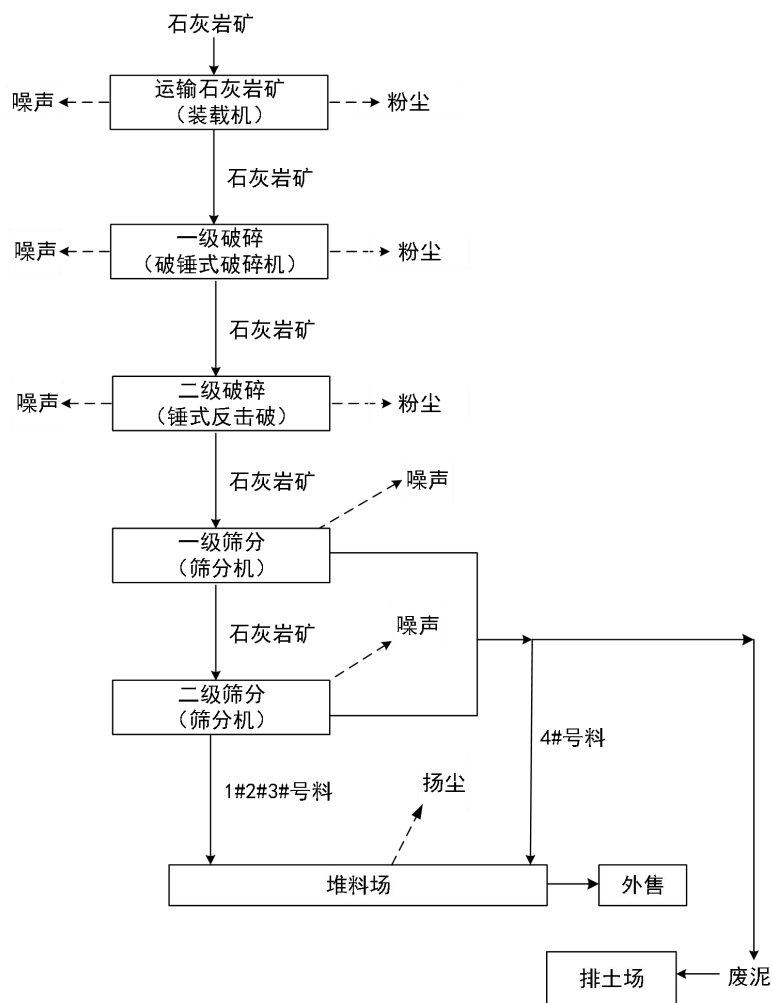 石灰岩矿
噪声
运输石灰岩矿
（装载机）
粉尘
石灰岩矿
噪声
一级破碎
（破锤式破碎机）
粉尘
石灰岩矿
噪声
二级破碎
（锤式反击破）
粉尘
石灰岩矿
噪声
一级筛分
（筛分机）
石灰岩矿
噪声
二级筛分
（筛分机）
4#号料
1#2#3#号料
扬尘
堆料场
外售
排土场
废泥